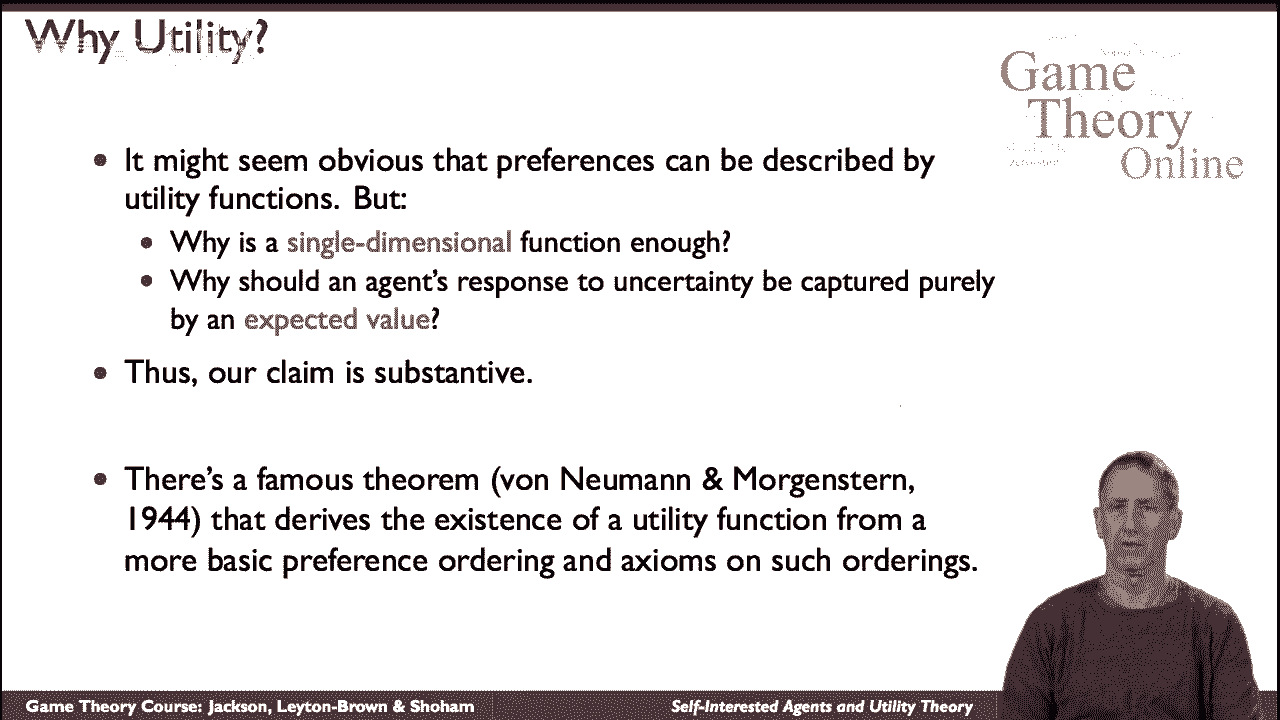 Why Utility?
Game
Theory
Online
• It might seem obvious that preferences can be described by
utility functions. But:
• Why is a single-dimensional function enough?
• Why should an agent's response to uncertainty be captured purely
by an expected value?
• Thus, our claim is substantive.
• There's a famous theorem (von Neumann & Morgenstern,
1944) that derives the existence of a utility function from a
more basic preference ordering and axioms on such orderings.
Game Theory Course: Jackson, Leyton-Brown & Shoham
Self-Interested Agents and Utility Theory